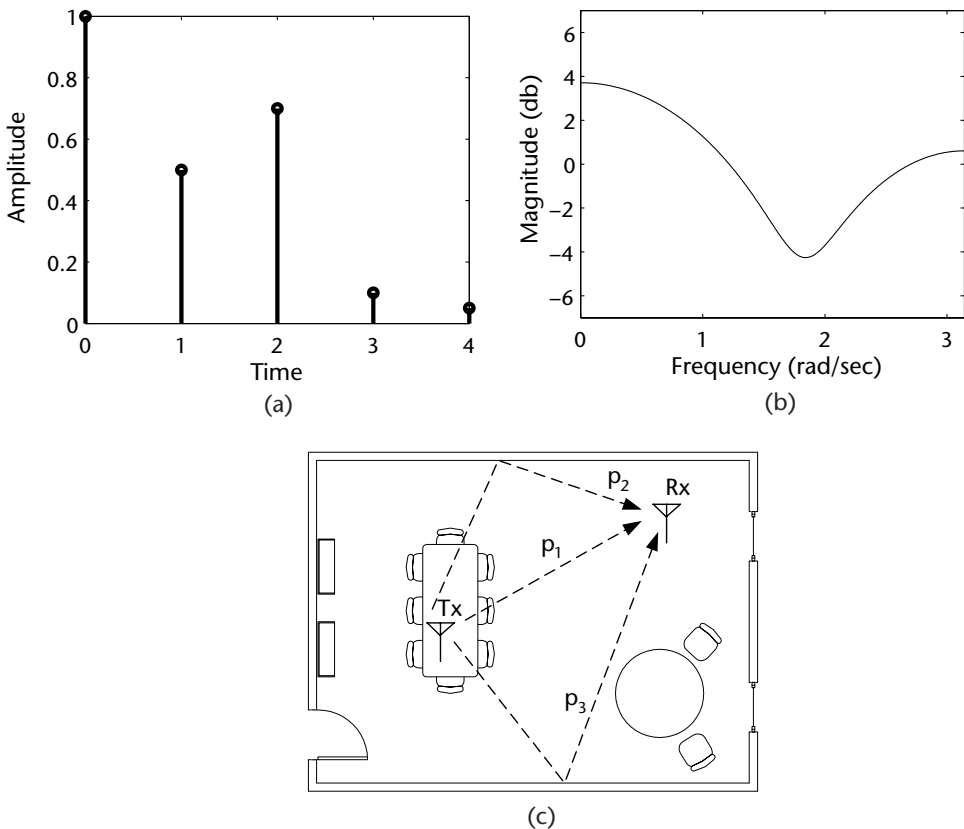 1
0.8
0.6
0.4
0.2
0
Amplitude
0 1 2 3 4
Time
(a)
6
4
2
0
−2
−4
−6
Magnitude (db)
0 1 2 3
Frequency (rad/sec)
(b)
p2
Rx
p1
Tx
p3
(c)